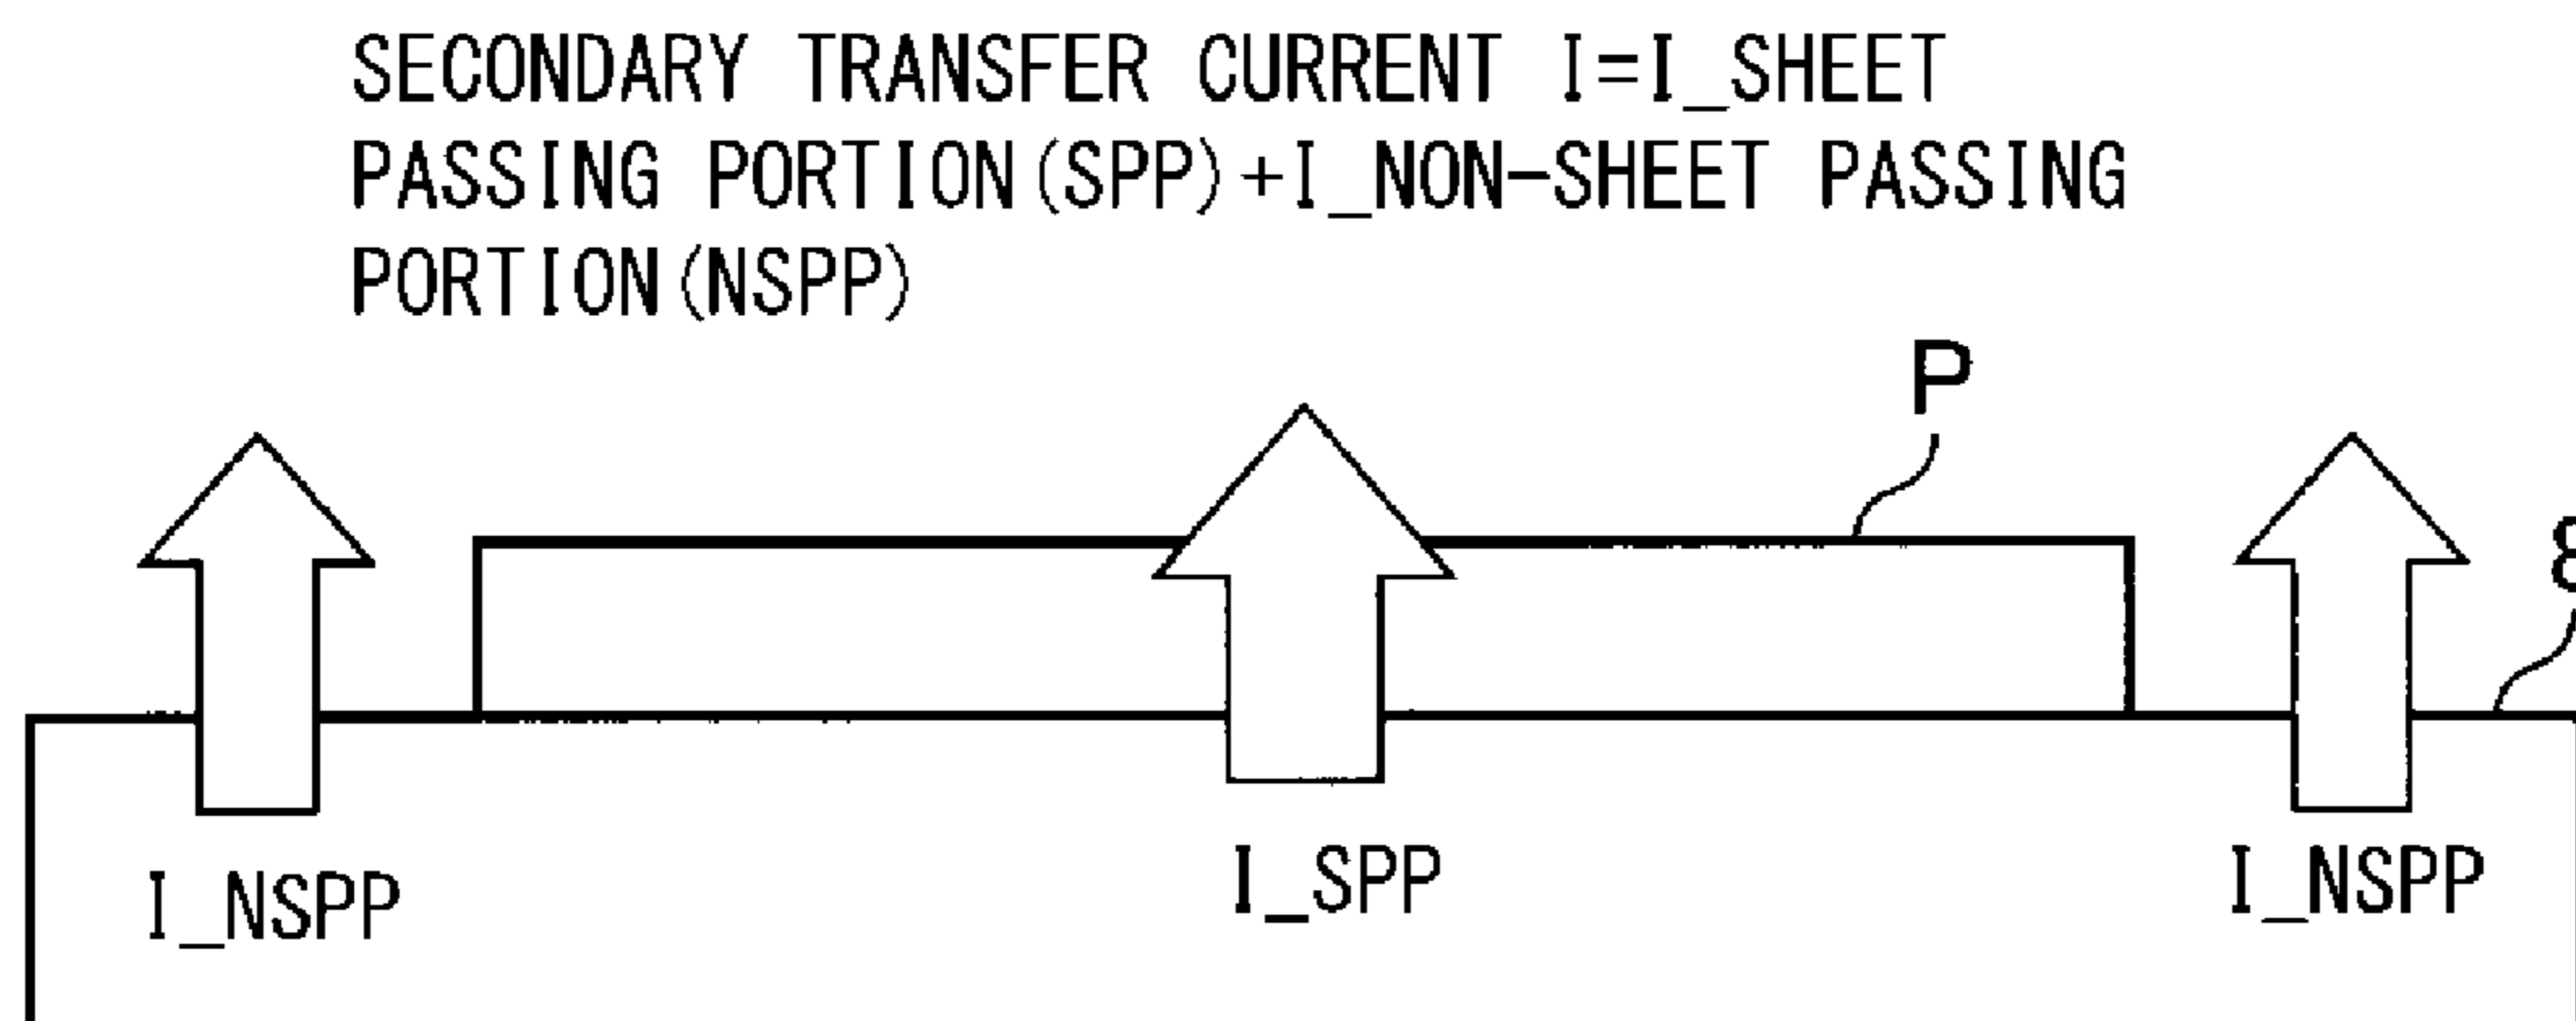 SECONDARY TRANSFER CURRENT I=I_SHEET
PASSING PORTION(SPP)+I_NON-SHEET PASSING
PORTION(NSPP)
P
I_NSPP
I_SPP
I_NSPP